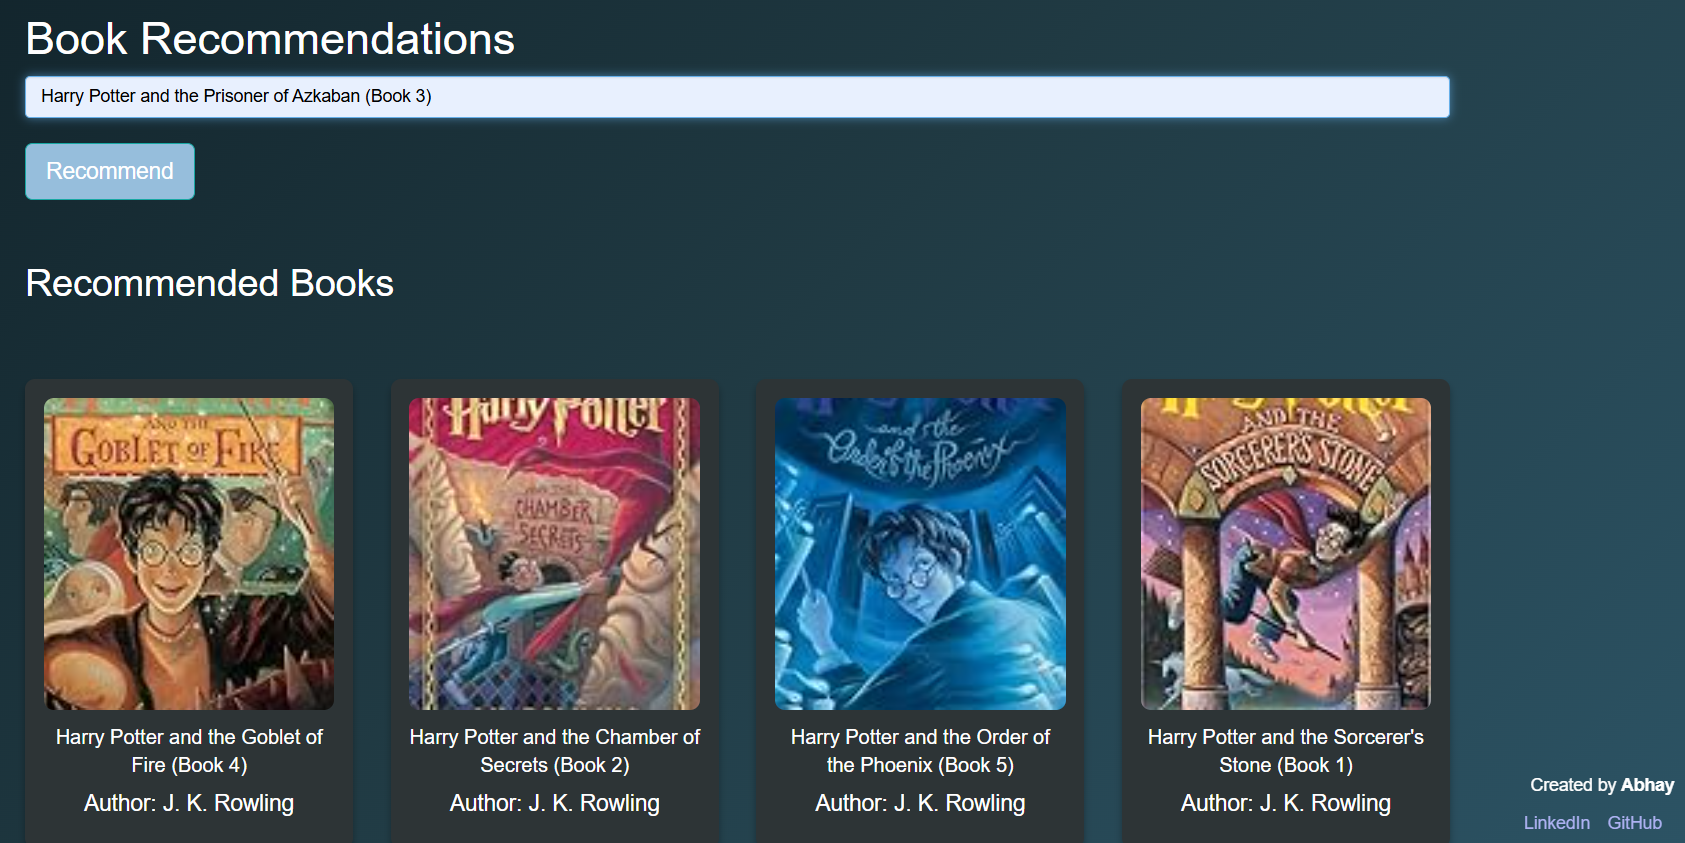 Book Recommendations
Harry Potter and the Prisoner of Azkaban (Book 3)
Recommend
Recommended Books
AND THE
GOBLET OF FIRE
Harry Potter and the Goblet of
Fire (Book 4)
Author: J. K. Rowling
Harry Potter
CHAMBER
SECRETS
Harry Potter and the Chamber of
Secrets (Book 2)
Author: J. K. Rowling
and the
Order of the Phoenix
Harry Potter and the Order of
the Phoenix (Book 5)
Author: J. K. Rowling
AND THE
SORCERER'S STONE
Harry Potter and the Sorcerer's
Stone (Book 1)
Author: J. K. Rowling
Created by Abhay
LinkedIn GitHub